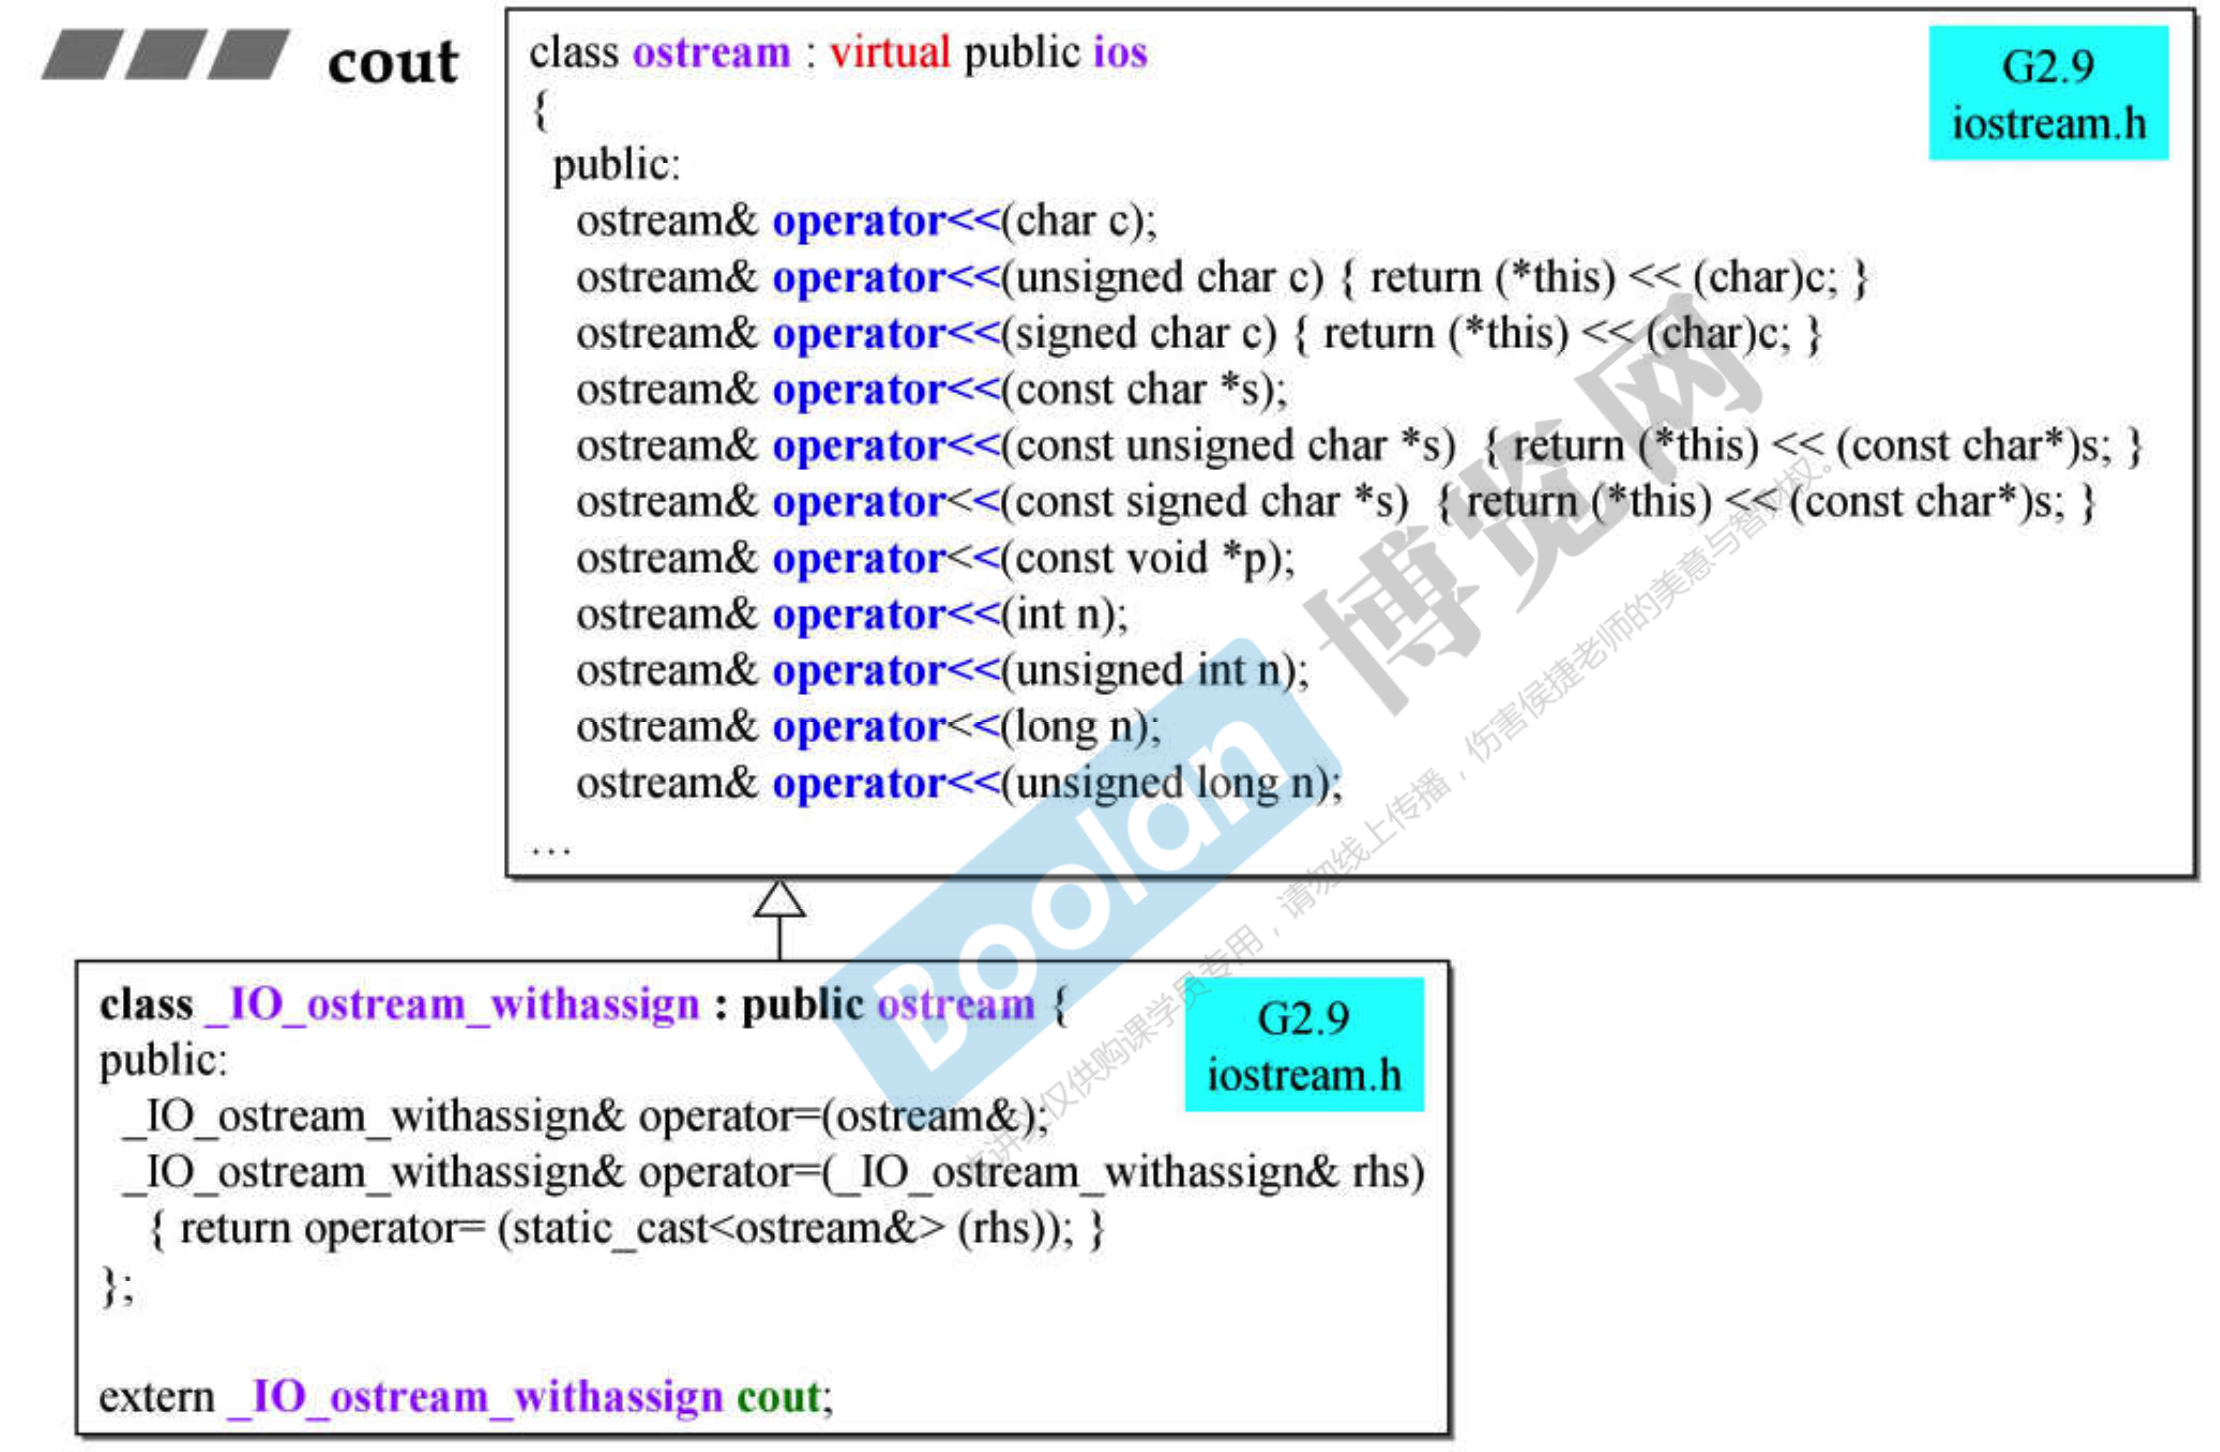 cout
class ostream : virtual public ios
{
public:
ostream& operator<<(char c);
ostream& operator<<(unsigned char c) { return (*this) << (char)c; }
ostream& operator<<(signed char c) { return (*this) << (char)c; }
ostream& operator<<(const char *s);
ostream& operator<<(const unsigned char *s) { return (*this) << (const char*)s; }
ostream& operator<<(const signed char *s) { return (*this) << (const char*)s; }
ostream& operator<<(const void *p);
ostream& operator<<(int n);
ostream& operator<<(unsigned int n);
ostream& operator<<(long n);
ostream& operator<<(unsigned long n);
...
G2.9
iostream.h
class _IO_ostream_withassign : public ostream {
public:
_IO_ostream_withassign& operator=(ostream&);
_IO_ostream_withassign& operator=(_IO_ostream_withassign& rhs)
{ return operator= (static_cast<ostream&> (rhs)); }
};
extern _IO_ostream_withassign cout;
G2.9
iostream.h
Boolan 博览网
讲义仅供购课学员专用，请勿线上传播，伤害侯捷老师的美意与智财权。